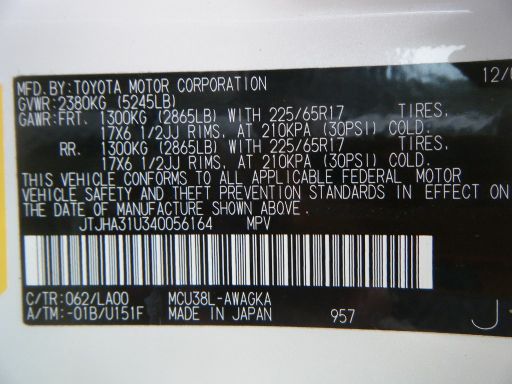 MFD.BY:TOYOTA MOTOR CORPORATION 12/0
GVWR:2380KG (5245LB)
GAWR:FRT. 1300KG (2865LB) WITH 225/65R17 TIRES,
17X6 1/2JJ RIMS, AT 210KPA (30PSI) COLD.
RR. 1300KG (2865LB) WITH 225/65R17 TIRES,
17X6 1/2JJ RIMS, AT 210KPA (30PSI) COLD.
THIS VEHICLE CONFORMS TO ALL APPLICABLE FEDERAL MOTOR
VEHICLE SAFETY AND THEFT PREVENTION STANDARDS IN EFFECT ON
THE DATE OF MANUFACTURE SHOWN ABOVE.
JTJHA31U340056164 MPV
C/TR:062/LA00 MCU38L-AWAGKA
A/TM:-01B/U151F MADE IN JAPAN 957 J